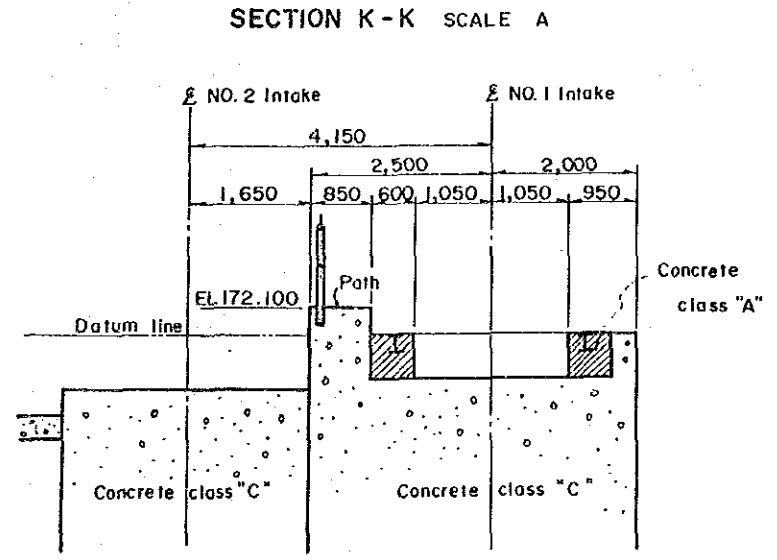 SECTION K-K SCALE A
℄ NO. 2 Intake
℄ NO. 1 Intake
4,150
2,500
2,000
1,650
850
600
1,050
1,050
950
EL.172.100
Path
Concrete
class "A"
Datum line
Concrete class "C"
Concrete class "C"